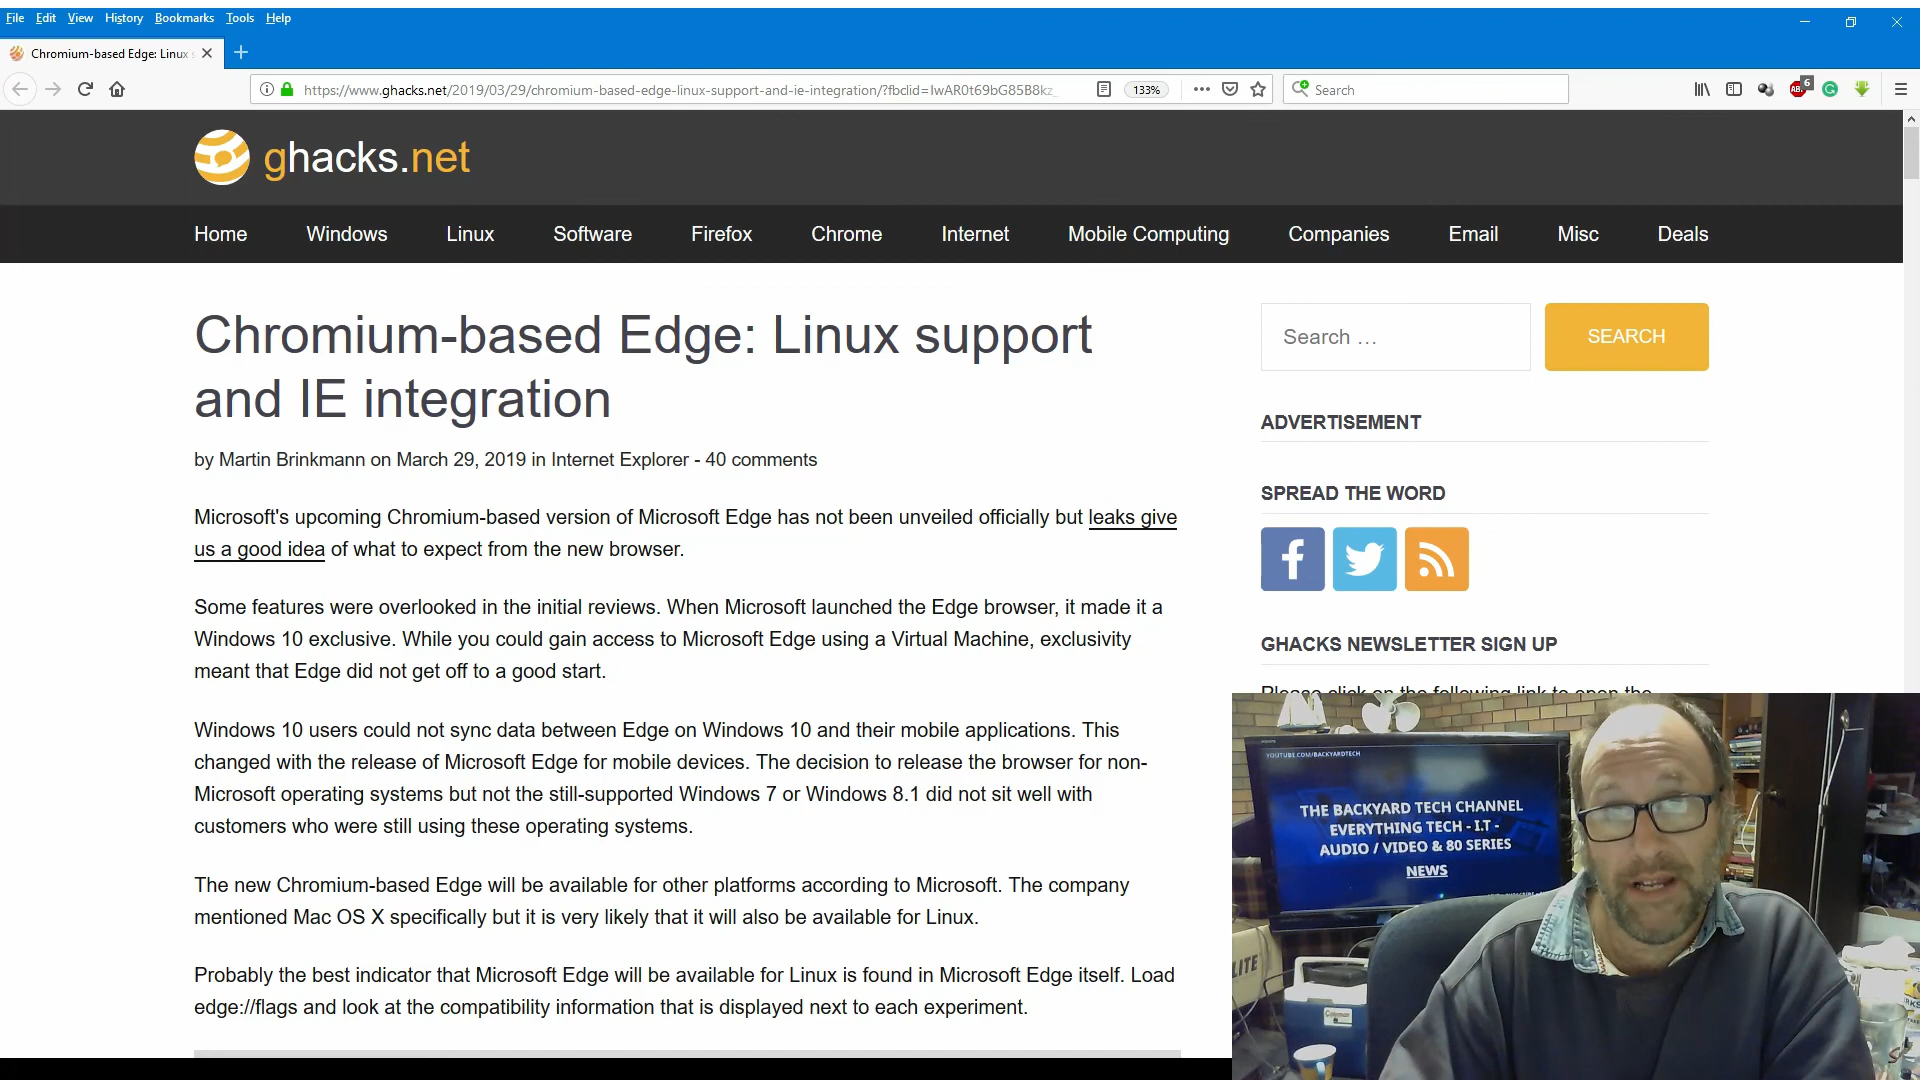 File Edit View History Bookmarks Tools Help
Chromium-based Edge: Linux
https://www.ghacks.net/2019/03/29/chromium-based-edge-linux-support-and-ie-integration/?fbclid=IwAR0t69bG85B8kz_
133%
Search
ABP
6
ghacks.net
Home Windows Linux Software Firefox Chrome Internet Mobile Computing Companies Email Misc Deals
Chromium-based Edge: Linux support
and IE integration
by Martin Brinkmann on March 29, 2019 in Internet Explorer - 40 comments
Microsoft's upcoming Chromium-based version of Microsoft Edge has not been unveiled officially but leaks give
us a good idea of what to expect from the new browser.
Some features were overlooked in the initial reviews. When Microsoft launched the Edge browser, it made it a
Windows 10 exclusive. While you could gain access to Microsoft Edge using a Virtual Machine, exclusivity
meant that Edge did not get off to a good start.
Windows 10 users could not sync data between Edge on Windows 10 and their mobile applications. This
changed with the release of Microsoft Edge for mobile devices. The decision to release the browser for non-
Microsoft operating systems but not the still-supported Windows 7 or Windows 8.1 did not sit well with
customers who were still using these operating systems.
The new Chromium-based Edge will be available for other platforms according to Microsoft. The company
mentioned Mac OS X specifically but it is very likely that it will also be available for Linux.
Probably the best indicator that Microsoft Edge will be available for Linux is found in Microsoft Edge itself. Load
edge://flags and look at the compatibility information that is displayed next to each experiment.
Search …
SEARCH
ADVERTISEMENT
SPREAD THE WORD
GHACKS NEWSLETTER SIGN UP
Please click on the following link to open the
YOUTUBE.COM/BACKYARDTECH
THE BACKYARD TECH CHANNEL
EVERYTHING TECH - I.T -
AUDIO / VIDEO & 80 SERIES
NEWS
Coleman